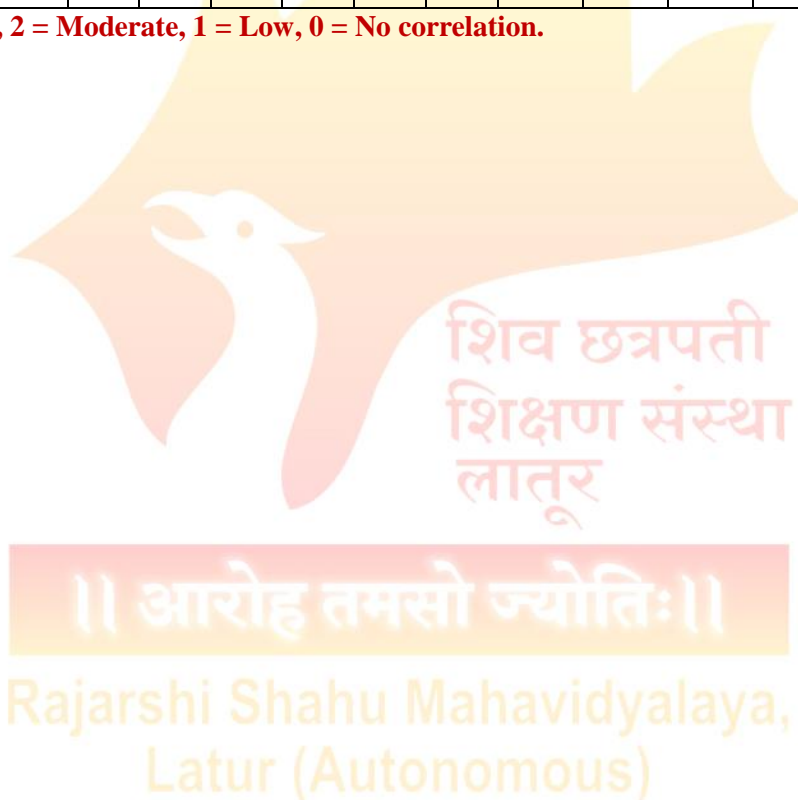 , 2 = Moderate, 1 = Low, 0 = No correlation.
शिव छत्रपती
शिक्षण संस्था
लातूर
|| आरोह तमसो ज्योतिः||
Rajarshi Shahu Mahavidyalaya,
Latur (Autonomous)